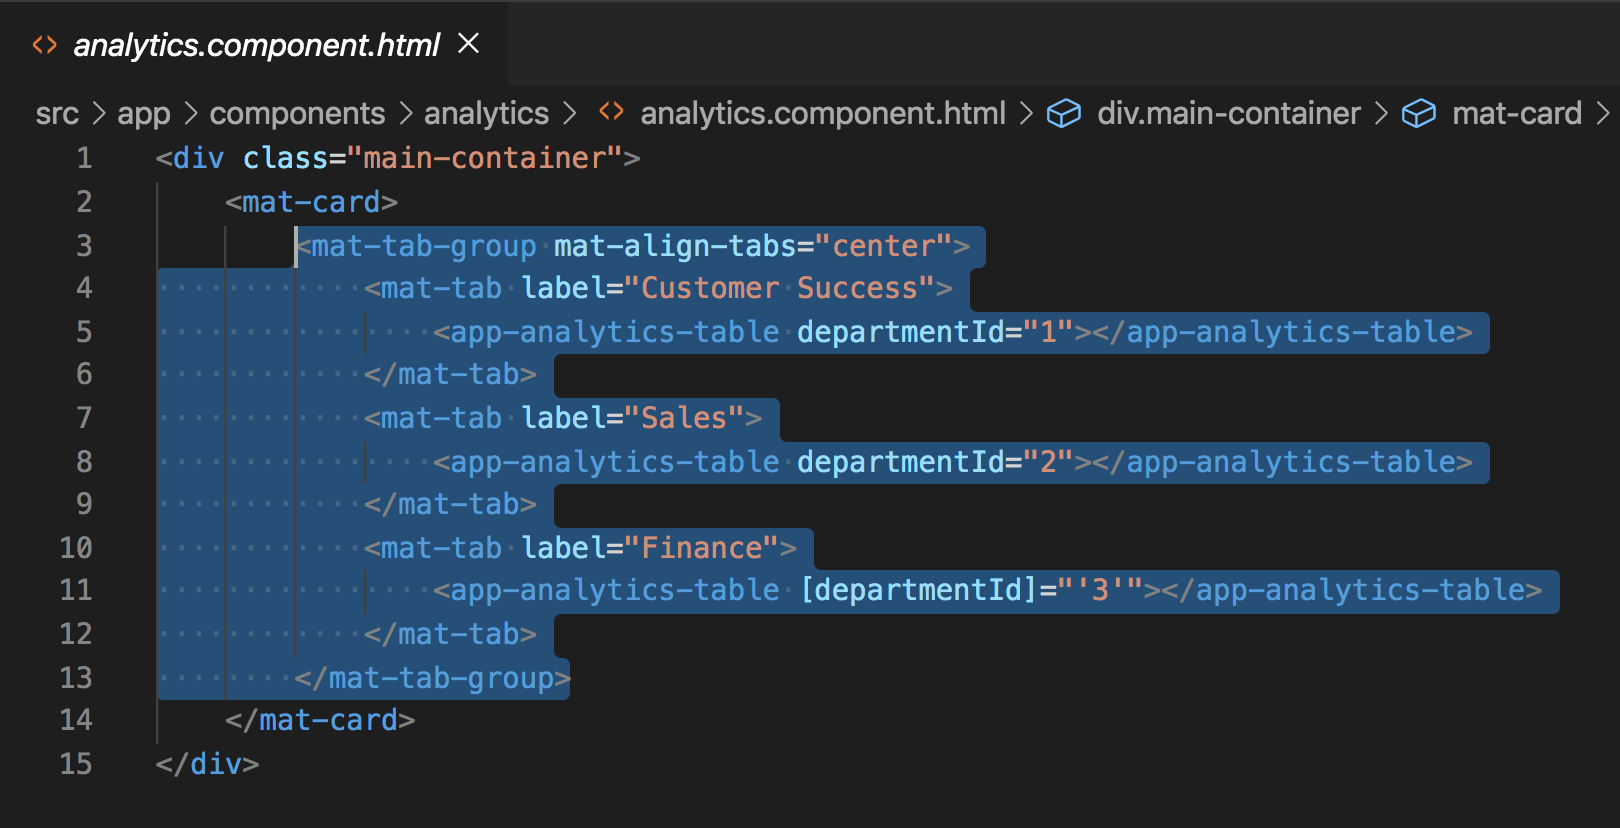 analytics.component.html
src > app > components > analytics > analytics.component.html > div.main-container > mat-card >
1 <div class="main-container">
2 <mat-card>
3 <mat-tab-group mat-align-tabs="center">
4 <mat-tab label="Customer Success">
5 <app-analytics-table departmentId="1"></app-analytics-table>
6 </mat-tab>
7 <mat-tab label="Sales">
8 <app-analytics-table departmentId="2"></app-analytics-table>
9 </mat-tab>
10 <mat-tab label="Finance">
11 <app-analytics-table [departmentId]="'3'"></app-analytics-table>
12 </mat-tab>
13 </mat-tab-group>
14 </mat-card>
15 </div>